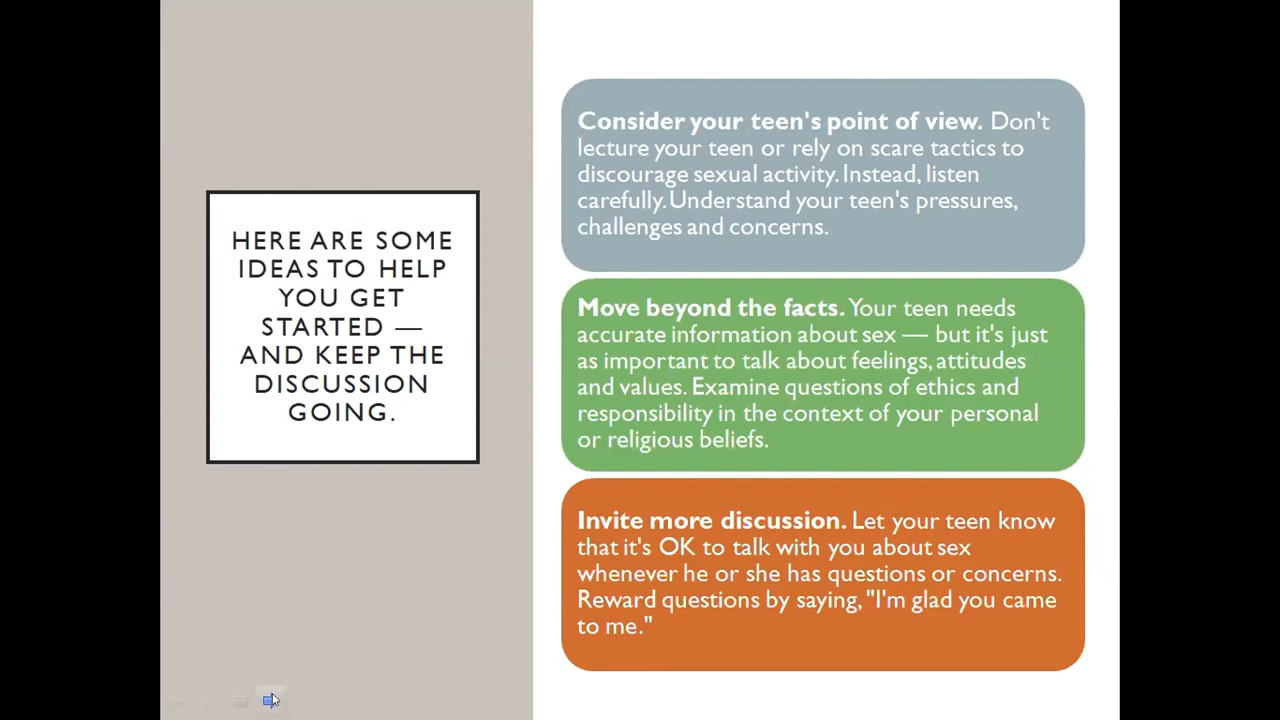 HERE ARE SOME
IDEAS TO HELP
YOU GET
STARTED —
AND KEEP THE
DISCUSSION
GOING.
Consider your teen's point of view. Don't
lecture your teen or rely on scare tactics to
discourage sexual activity. Instead, listen
carefully. Understand your teen's pressures,
challenges and concerns.
Move beyond the facts. Your teen needs
accurate information about sex — but it's just
as important to talk about feelings, attitudes
and values. Examine questions of ethics and
responsibility in the context of your personal
or religious beliefs.
Invite more discussion. Let your teen know
that it's OK to talk with you about sex
whenever he or she has questions or concerns.
Reward questions by saying, "I'm glad you came
to me."